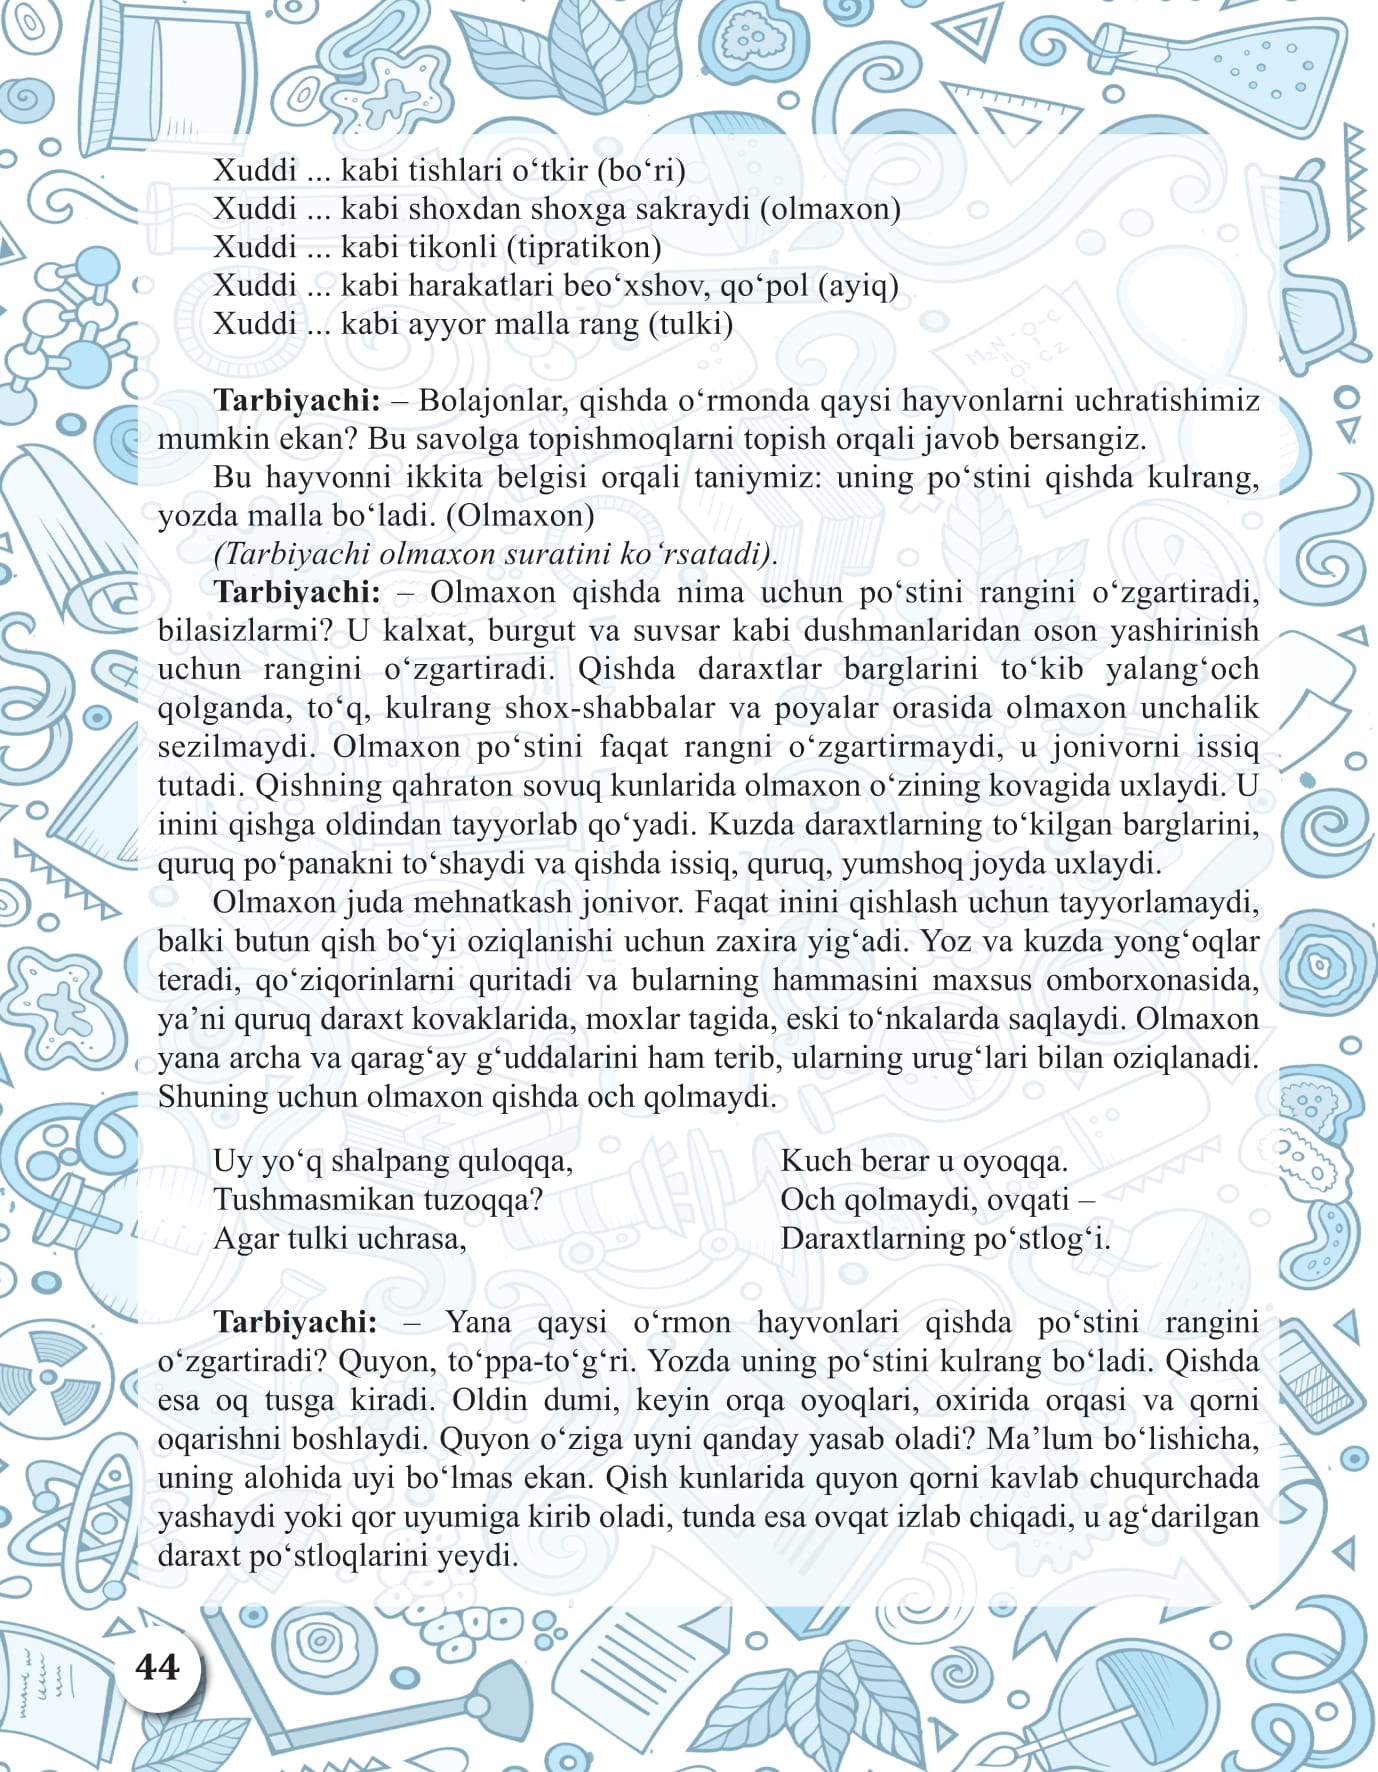 Xuddi ... kabi tishlari o‘tkir (bo‘ri)
Xuddi ... kabi shoxdan shoxga sakraydi (olmaxon)
Xuddi ... kabi tikonli (tipratikon)
Xuddi ... kabi harakatlari beo‘xshov, qo‘pol (ayiq)
Xuddi ... kabi ayyor malla rang (tulki)
Tarbiyachi: – Bolajonlar, qishda o‘rmonda qaysi hayvonlarni uchratishimiz
mumkin ekan? Bu savolga topishmoqlarni topish orqali javob bersangiz.
Bu hayvonni ikkita belgisi orqali taniymiz: uning po‘stini qishda kulrang,
yozda malla bo‘ladi. (Olmaxon)
(Tarbiyachi olmaxon suratini ko‘rsatadi).
Tarbiyachi: – Olmaxon qishda nima uchun po‘stini rangini o‘zgartiradi,
bilasizlarmi? U kalxat, burgut va suvsar kabi dushmanlaridan oson yashirinish
uchun rangini o‘zgartiradi. Qishda daraxtlar barglarini to‘kib yalang‘och
qolganda, to‘q, kulrang shox-shabbalar va poyalar orasida olmaxon unchalik
sezilmaydi. Olmaxon po‘stini faqat rangni o‘zgartirmaydi, u jonivorni issiq
tutadi. Qishning qahraton sovuq kunlarida olmaxon o‘zining kovagida uxlaydi. U
inini qishga oldindan tayyorlab qo‘yadi. Kuzda daraxtlarning to‘kilgan barglarini,
quruq po‘panakni to‘shaydi va qishda issiq, quruq, yumshoq joyda uxlaydi.
Olmaxon juda mehnatkash jonivor. Faqat inini qishlash uchun tayyorlamaydi,
balki butun qish bo‘yi oziqlanishi uchun zaxira yig‘adi. Yoz va kuzda yong‘oqlar
teradi, qo‘ziqorinlarni quritadi va bularning hammasini maxsus omborxonasida,
ya’ni quruq daraxt kovaklarida, moxlar tagida, eski to‘nkalarda saqlaydi. Olmaxon
yana archa va qarag‘ay g‘uddalarini ham terib, ularning urug‘lari bilan oziqlanadi.
Shuning uchun olmaxon qishda och qolmaydi.
Uy yo‘q shalpang quloqqa,
Tushmasmikan tuzoqqa?
Agar tulki uchrasa,
Kuch berar u oyoqqa.
Och qolmaydi, ovqati –
Daraxtlarning po‘stlog‘i.
Tarbiyachi: – Yana qaysi o‘rmon hayvonlari qishda po‘stini rangini
o‘zgartiradi? Quyon, to‘ppa-to‘g‘ri. Yozda uning po‘stini kulrang bo‘ladi. Qishda
esa oq tusga kiradi. Oldin dumi, keyin orqa oyoqlari, oxirida orqasi va qorni
oqarishni boshlaydi. Quyon o‘ziga uyni qanday yasab oladi? Ma’lum bo‘lishicha,
uning alohida uyi bo‘lmas ekan. Qish kunlarida quyon qorni kavlab chuqurchada
yashaydi yoki qor uyumiga kirib oladi, tunda esa ovqat izlab chiqadi, u ag‘darilgan
daraxt po‘stloqlarini yeydi.
44